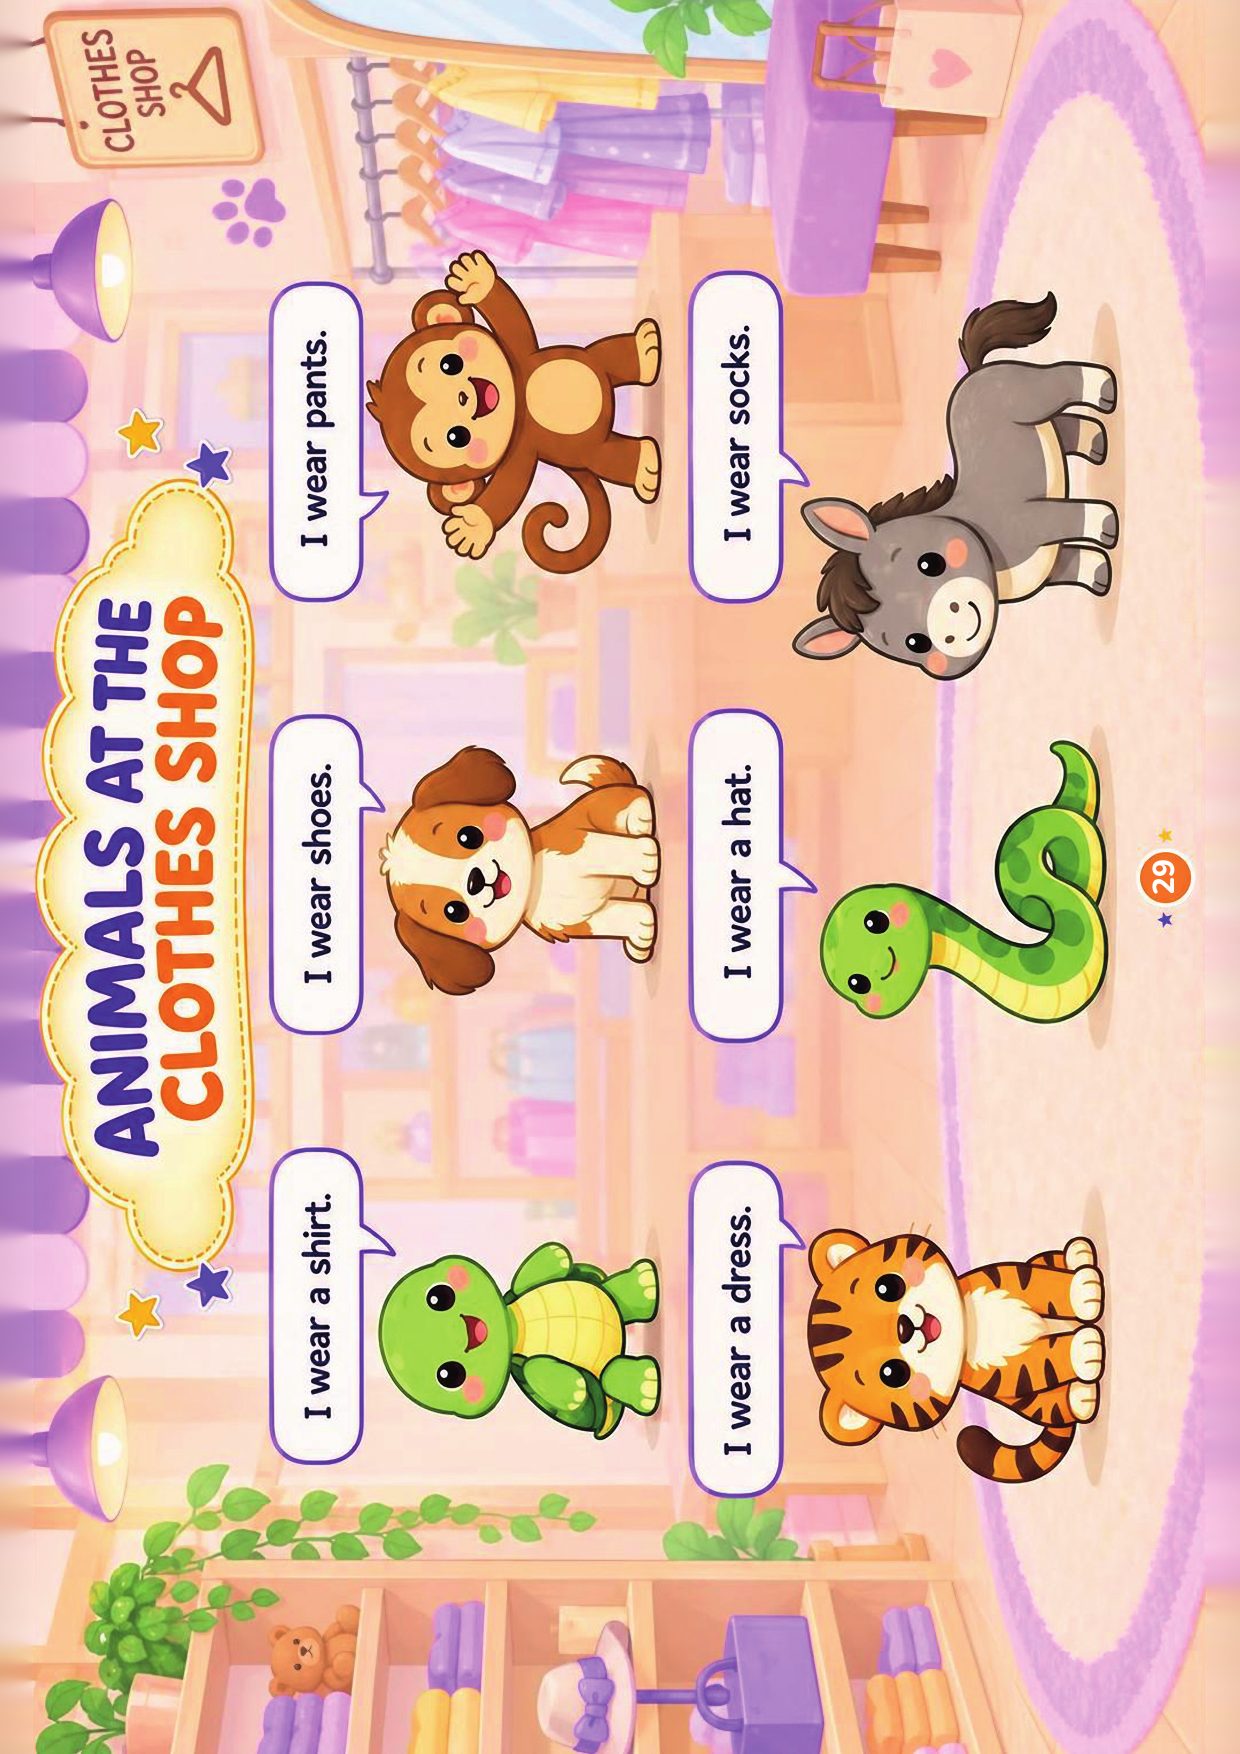 ANIMALS AT THE
CLOTHES SHOP
CLOTHES
SHOP
I wear a shirt.
I wear shoes.
I wear pants.
I wear a dress.
I wear a hat.
I wear socks.
29